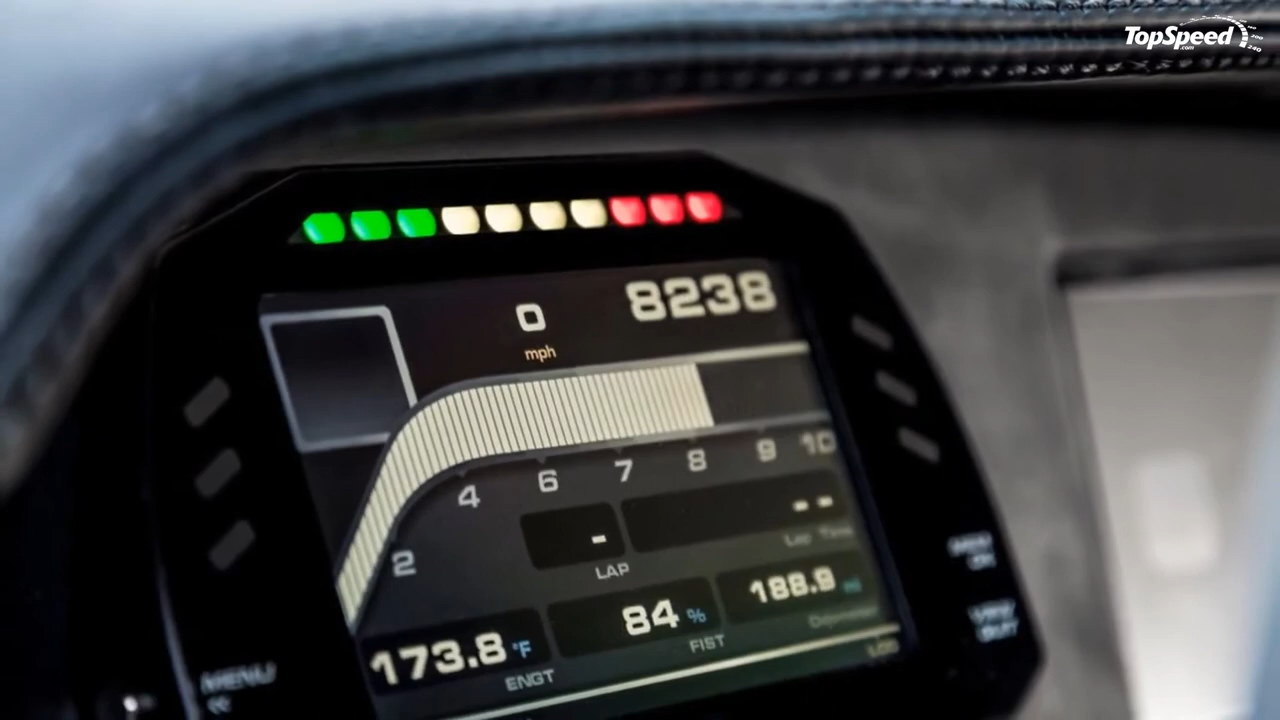 TopSpeed
.com
0
mph
8238
2 4 6 7 8 9 10
-
LAP
--
Lap Time
173.8 °F
ENGT
84 %
FIST
188.9
MENU
<<